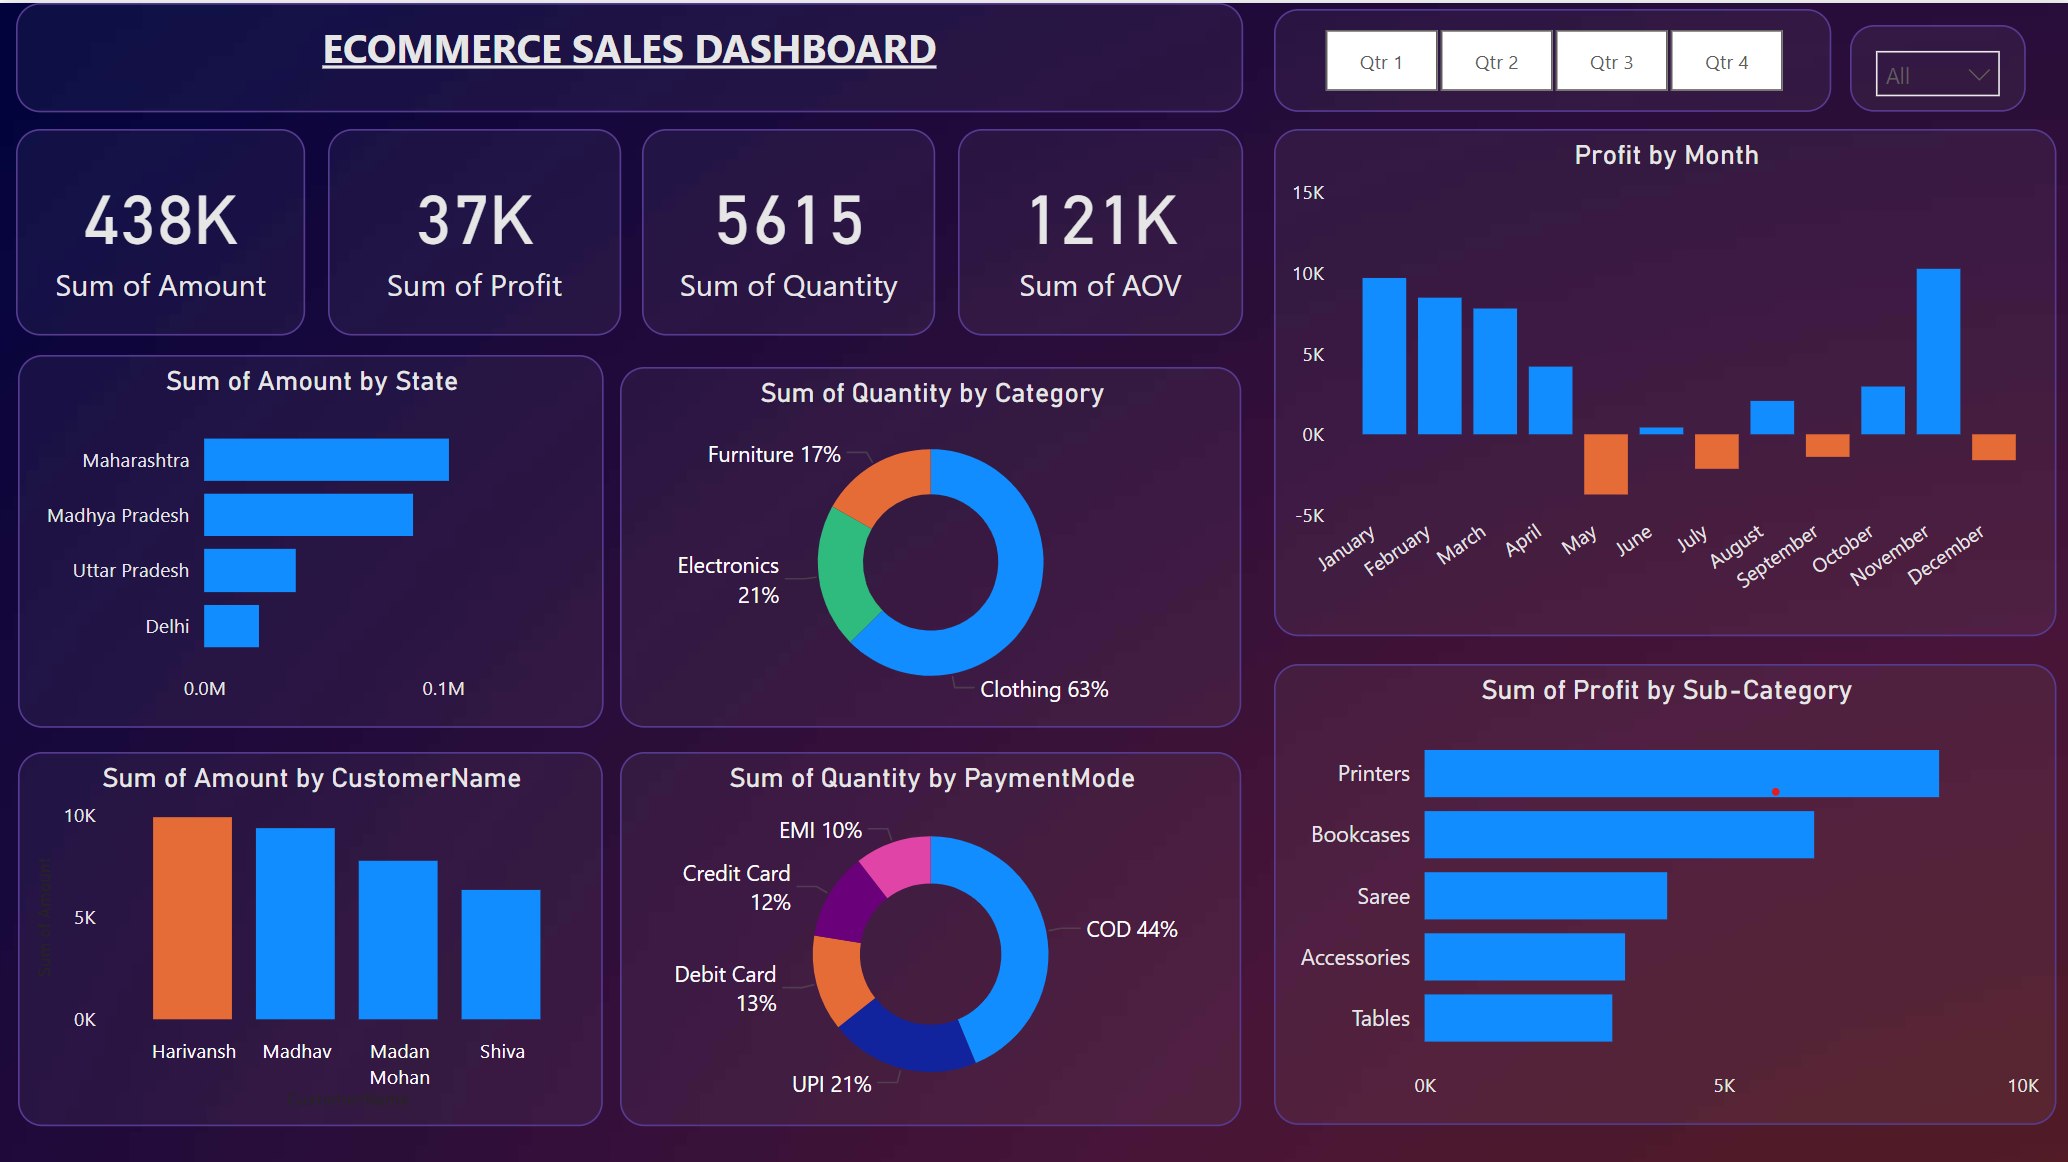 ECOMMERCE SALES DASHBOARD
Qtr 1
Qtr 2
Qtr 3
Qtr 4
All
438K
Sum of Amount
37K
Sum of Profit
5615
Sum of Quantity
121K
Sum of AOV
Profit by Month
15K
10K
5K
0K
-5K
January
February
March
April
May
June
July
August
September
October
November
December
Sum of Amount by State
Maharashtra
Madhya Pradesh
Uttar Pradesh
Delhi
0.0M
0.1M
Sum of Quantity by Category
Furniture 17%
Electronics
21%
Clothing 63%
Sum of Amount by CustomerName
10K
5K
0K
Sum of Amount
Harivansh
Madhav
Madan
Mohan
Shiva
CustomerName
Sum of Quantity by PaymentMode
EMI 10%
Credit Card
12%
Debit Card
13%
UPI 21%
COD 44%
Sum of Profit by Sub-Category
Printers
Bookcases
Saree
Accessories
Tables
0K
5K
10K